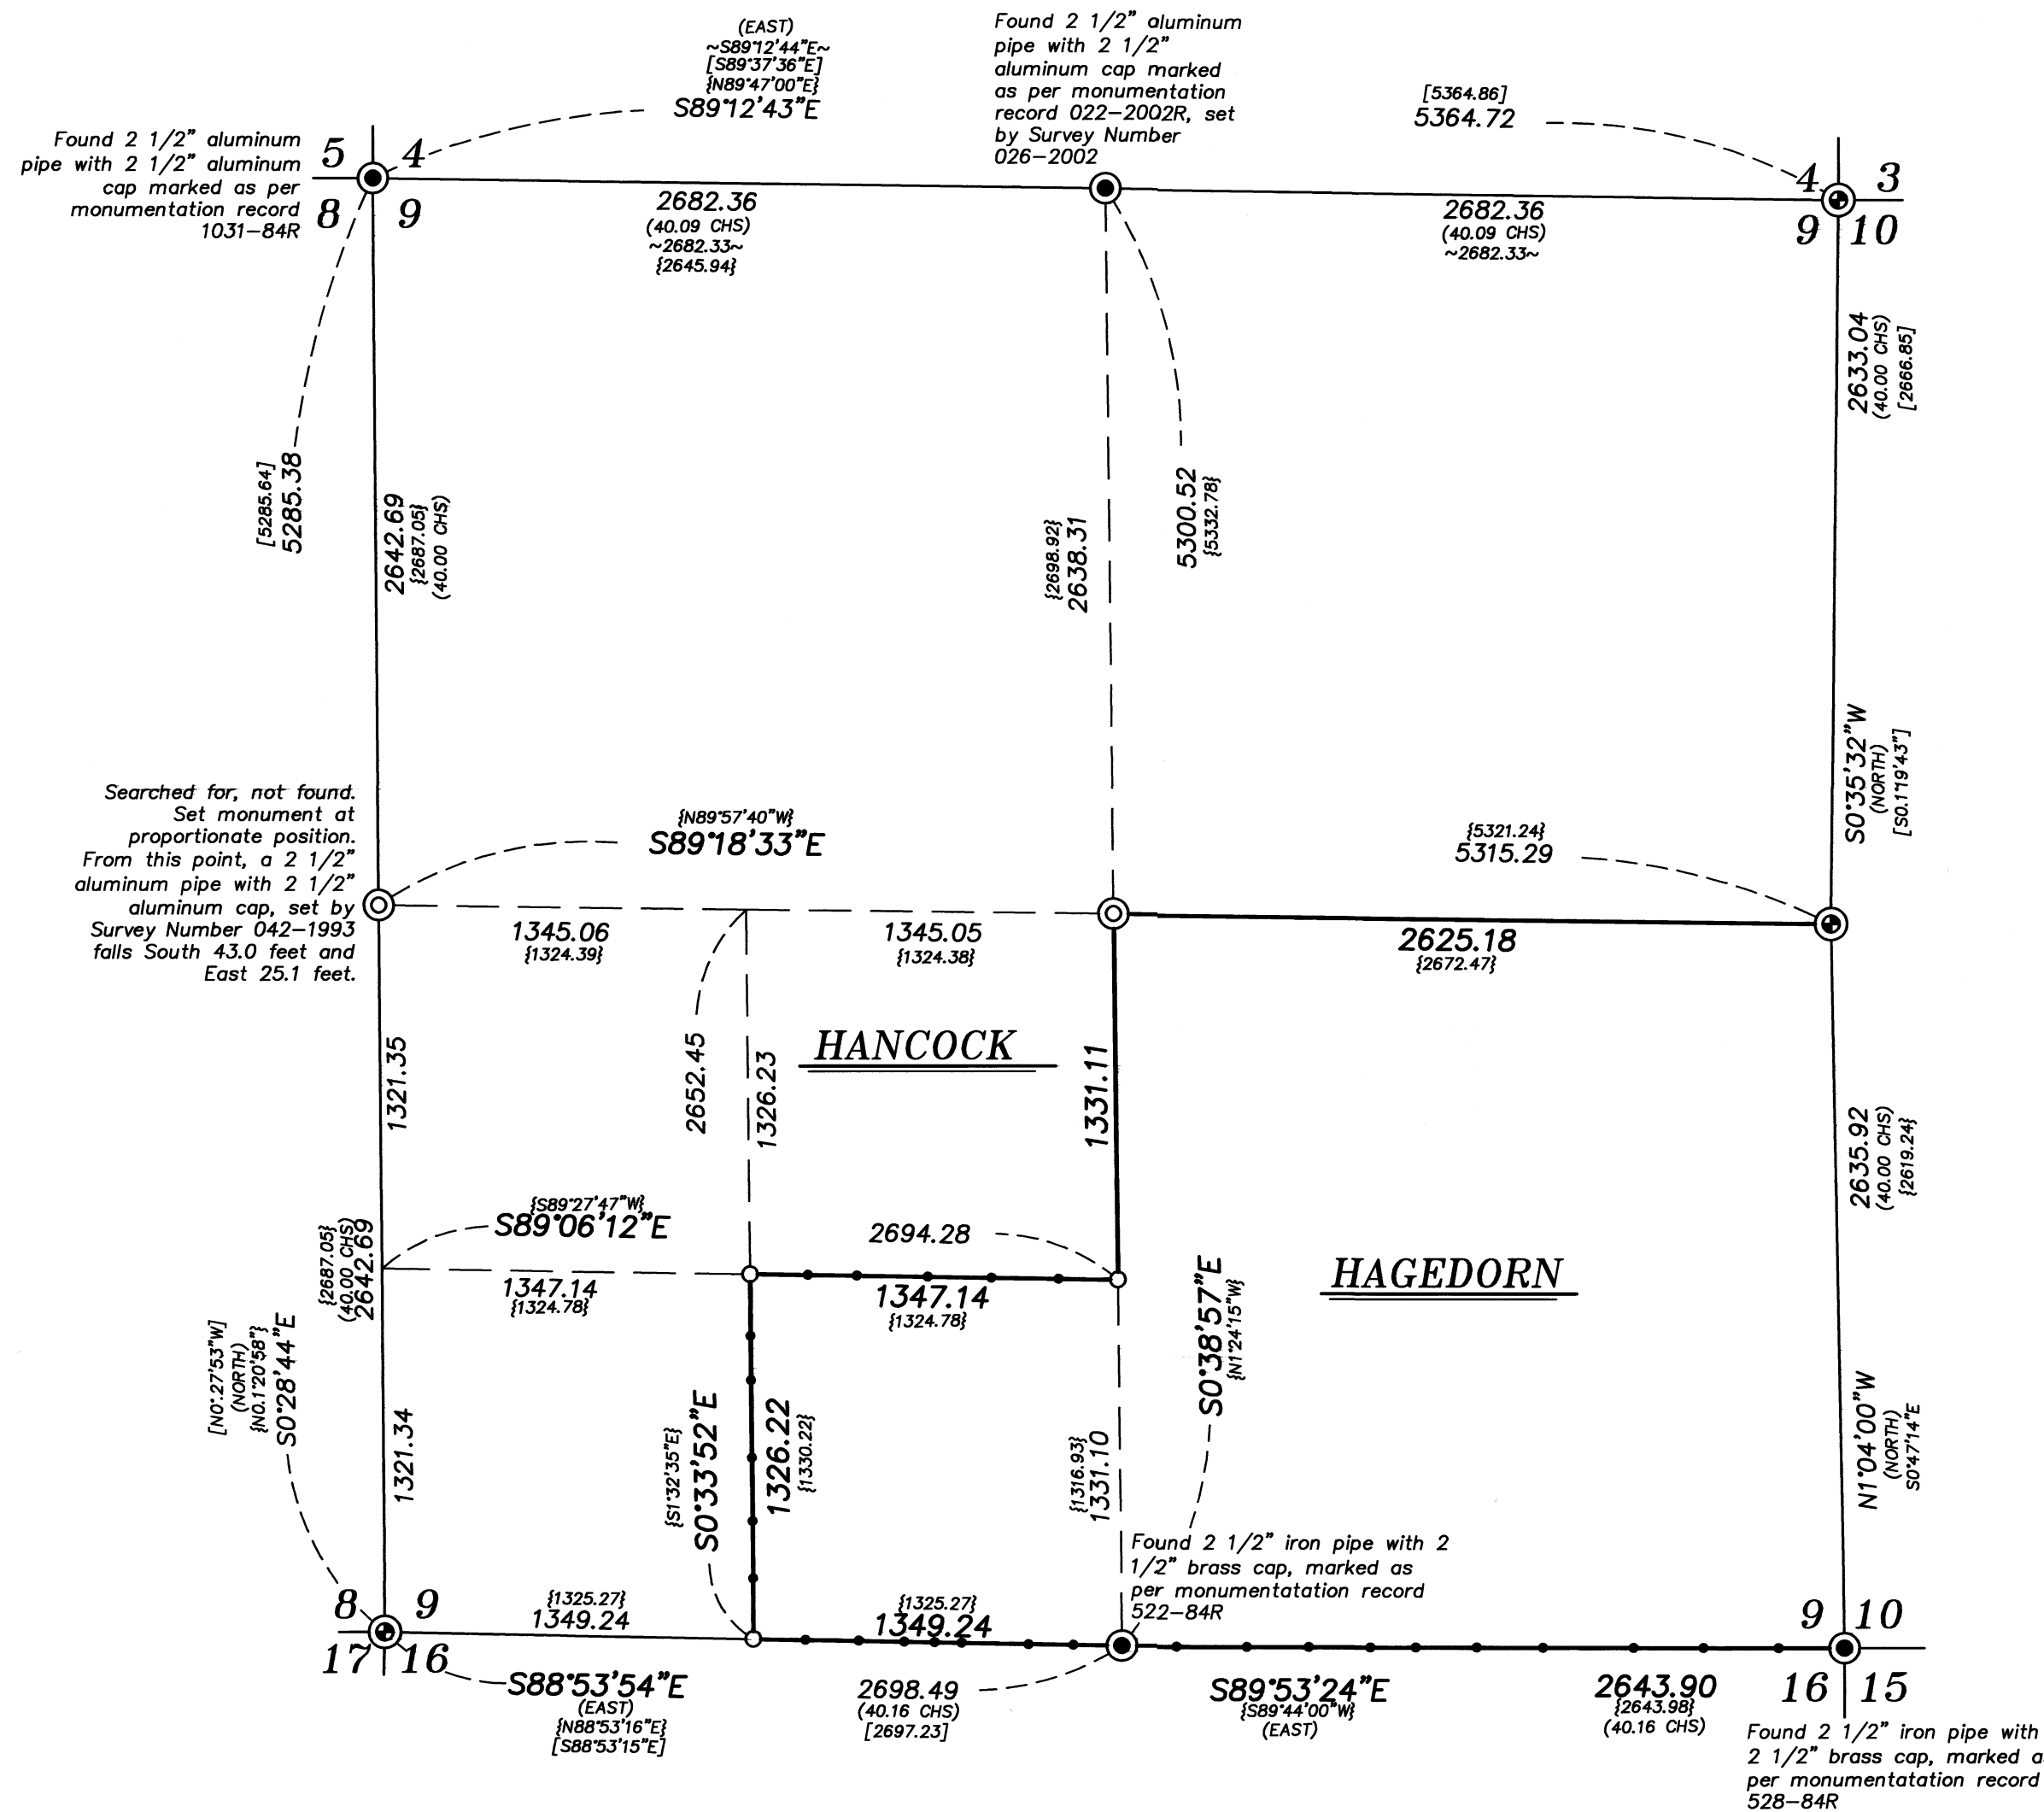 (EAST)
~S89°12'44"E~
[S89°37'36"E]
{N89°47'00"E}
S89°12'43"E
Found 2 1/2" aluminum
pipe with 2 1/2"
aluminum cap marked
as per monumentation
record 022-2002R, set
by Survey Number
026-2002
[5364.86]
5364.72
Found 2 1/2" aluminum
pipe with 2 1/2" aluminum
cap marked as per
monumentation record
1031-84R
5 4
8 9
2682.36
(40.09 CHS)
~2682.33~
{2645.94}
2682.36
(40.09 CHS)
~2682.33~
4 3
9 10
2633.04
(40.00 CHS)
[2666.85]
[5285.64]
5285.38
2642.69
{2687.05}
(40.00 CHS)
{2698.92}
2638.31
5300.52
{5332.78}
S0°35'32"W
(NORTH)
[S0.1°19'43"]
Searched for, not found.
Set monument at
proportionate position.
From this point, a 2 1/2"
aluminum pipe with 2 1/2"
aluminum cap, set by
Survey Number 042-1993
falls South 43.0 feet and
East 25.1 feet.
{N89°57'40"W}
S89°18'33"E
{5321.24}
5315.29
1345.06
{1324.39}
1345.05
{1324.38}
2625.18
{2672.47}
1321.35
2652.45
1326.23
HANCOCK
1331.11
2635.92
(40.00 CHS)
{2619.24}
{S89°27'47"W}
S89°06'12"E
2694.28
HAGEDORN
1347.14
{1324.78}
1347.14
{1324.78}
{2687.05}
(40.00 CHS)
2642.69
[N0°.27'53"W]
(NORTH)
{N0.1°20'58"}
S0°28'44"E
1321.34
{S1°32'35"E}
S0°33'52"E
1326.22
{1330.22}
{1316.93}
1331.10
S0°38'57"E
{N1°24'15"W}
N1°04'00"W
(NORTH)
S0°47'14"E
Found 2 1/2" iron pipe with 2
1/2" brass cap, marked as
per monumentatation record
522-84R
8 9
17 16
{1325.27}
1349.24
{1325.27}
1349.24
9 10
16 15
S88°53'54"E
(EAST)
{N88°53'16"E}
[S88°53'15"E]
2698.49
(40.16 CHS)
[2697.23]
S89°53'24"E
{S89°44'00"W}
(EAST)
2643.90
{2643.98}
(40.16 CHS)
Found 2 1/2" iron pipe with
2 1/2" brass cap, marked a
per monumentatation record
528-84R